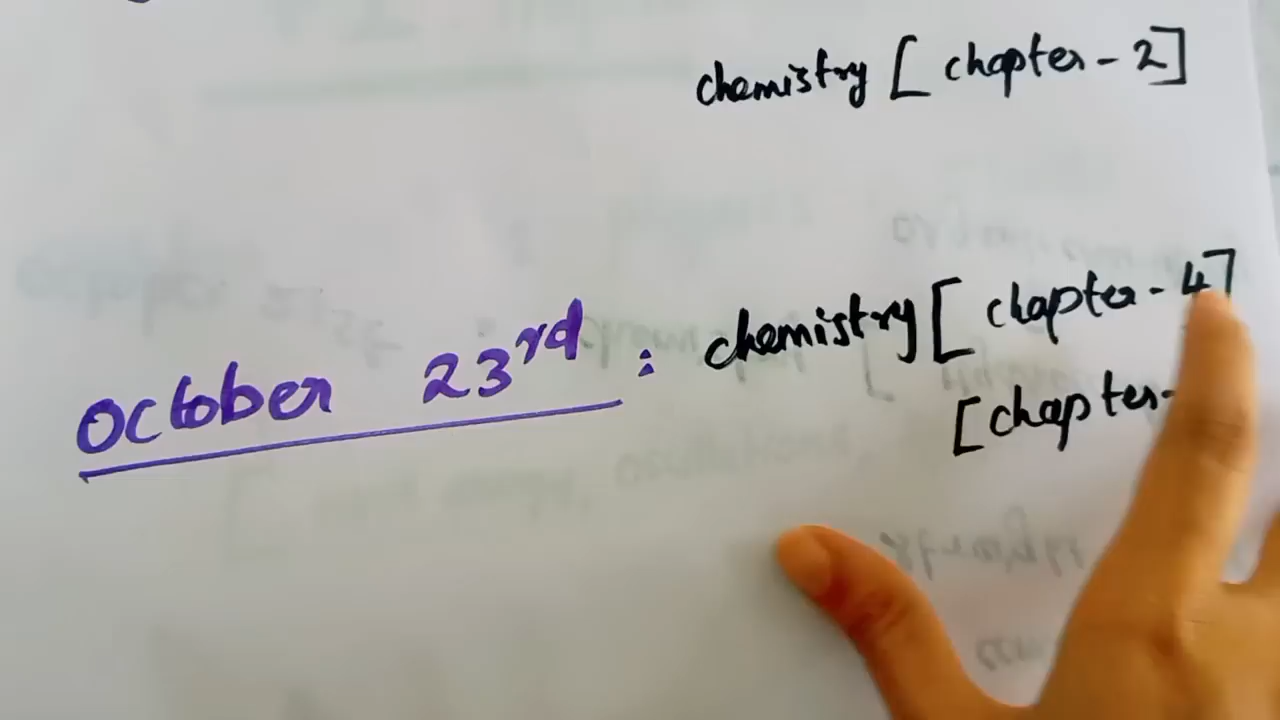 chemistry [ chapter - 2]
october 23rd : chemistry [ chapter - 4]
[chapter-